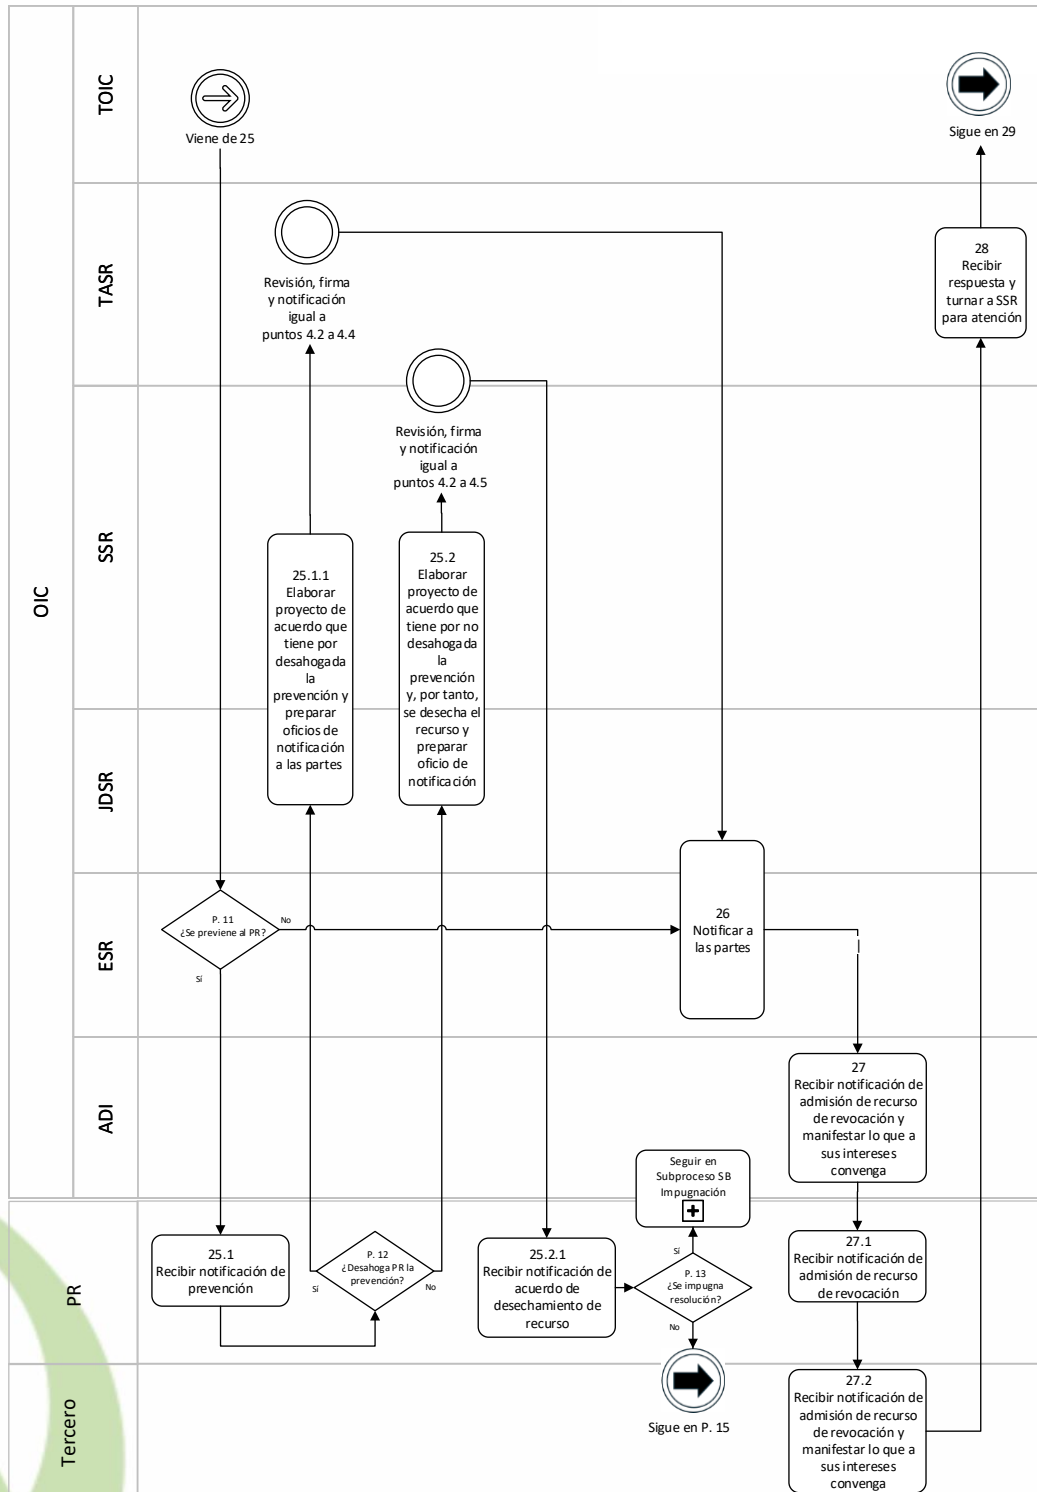 OIC
TOIC
Viene de 25
Sigue en 29
TASR
Revisión, firma
y notificación
igual a
puntos 4.2 a 4.4
28
Recibir
respuesta y
turnar a SSR
para atención
SSR
Revisión, firma
y notificación
igual a
puntos 4.2 a 4.5
25.1.1
Elaborar
proyecto de
acuerdo que
tiene por
desahogada
la
prevención y
preparar
oficios de
notificación
a las partes
25.2
Elaborar
proyecto de
acuerdo que
tiene por no
desahogada
la
prevención
y, por tanto,
se desecha el
recurso y
preparar
oficio de
notificación
JDSR
ESR
P. 11
¿Se previene al PR?
No
Sí
26
Notificar a
las partes
ADI
27
Recibir notificación de
admisión de recurso
de revocación y
manifestar lo que a
sus intereses
convenga
Seguir en
Subproceso SB
Impugnación
PR
25.1
Recibir notificación de
prevención
P. 12
¿Desahoga PR la
prevención?
Sí
No
25.2.1
Recibir notificación de
acuerdo de
desechamiento de
recurso
Sí
P. 13
¿Se impugna
resolución?
No
27.1
Recibir notificación de
admisión de recurso
de revocación
Tercero
Sigue en P. 15
27.2
Recibir notificación de
admisión de recurso
de revocación y
manifestar lo que a
sus intereses
convenga